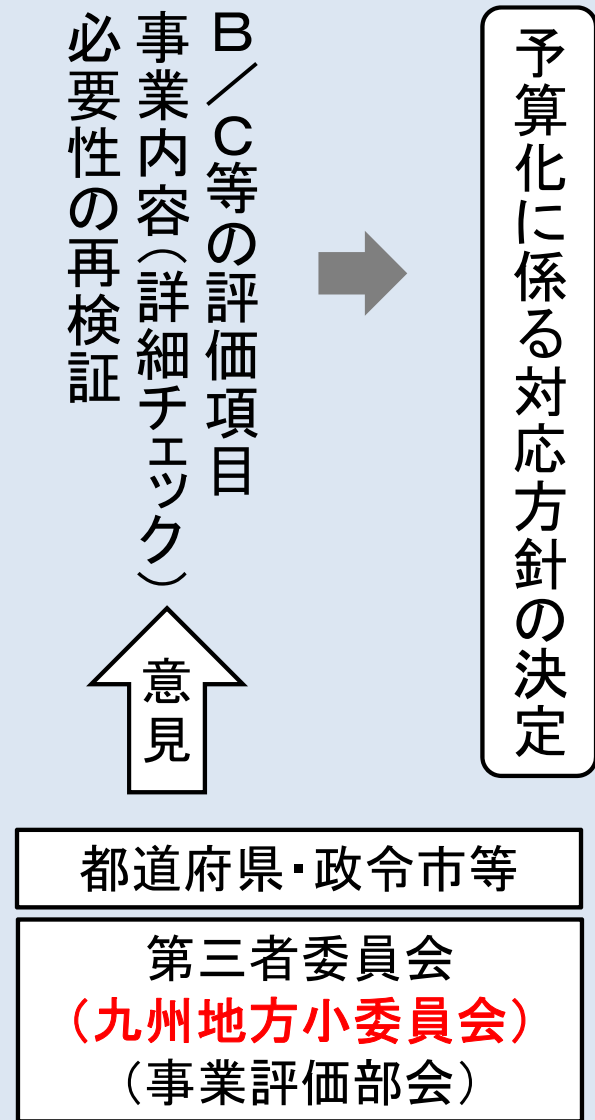 B／C等の評価項目
事業内容（詳細チェック）
必要性の再検証
予算化に係る対応方針の決定
意見
都道府県・政令市等
第三者委員会
（九州地方小委員会）
（事業評価部会）